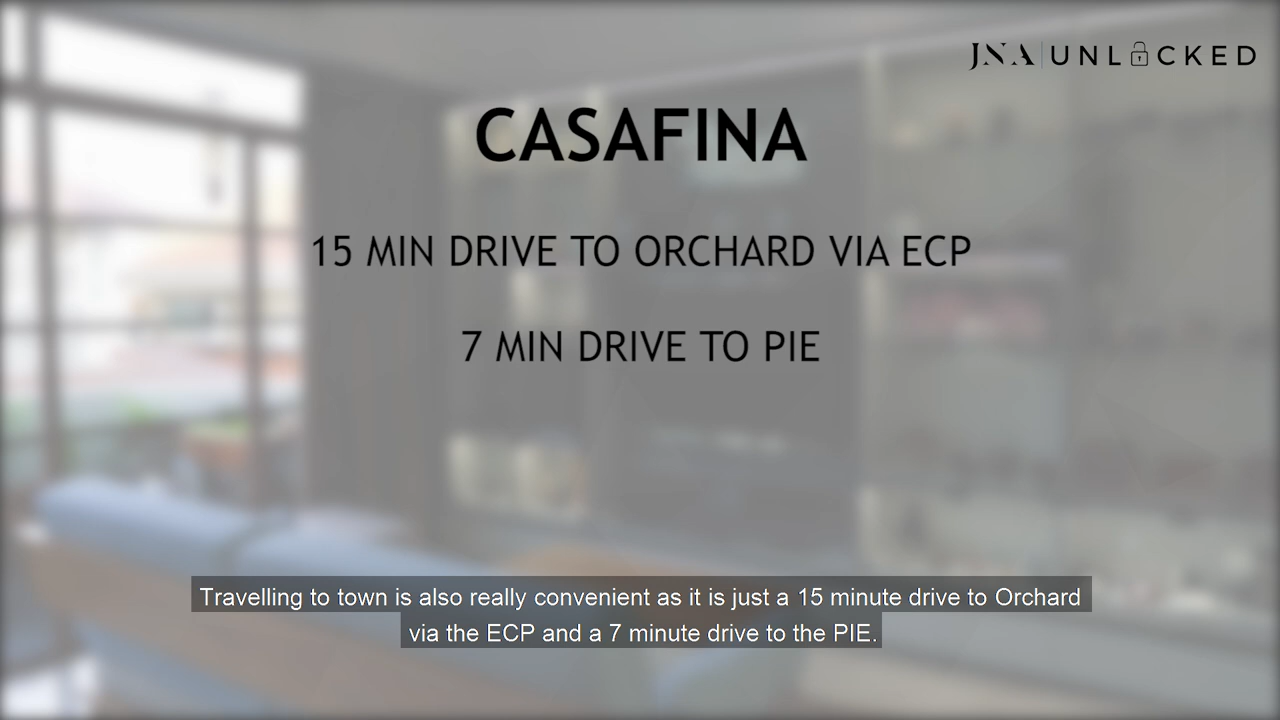 JNA UNLOCKED
CASAFINA
15 MIN DRIVE TO ORCHARD VIA ECP
7 MIN DRIVE TO PIE
Travelling to town is also really convenient as it is just a 15 minute drive to Orchard
via the ECP and a 7 minute drive to the PIE.